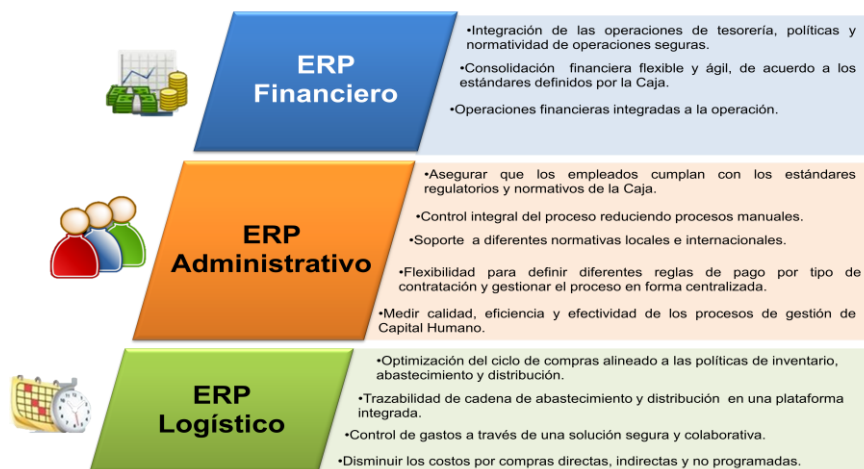 ERP
Financiero
•Integración de las operaciones de tesorería, políticas y
normatividad de operaciones seguras.
•Consolidación financiera flexible y ágil, de acuerdo a los
estándares definidos por la Caja.
•Operaciones financieras integradas a la operación.
ERP
Administrativo
•Asegurar que los empleados cumplan con los estándares
regulatorios y normativos de la Caja.
•Control integral del proceso reduciendo procesos manuales.
•Soporte a diferentes normativas locales e internacionales.
•Flexibilidad para definir diferentes reglas de pago por tipo de
contratación y gestionar el proceso en forma centralizada.
•Medir calidad, eficiencia y efectividad de los procesos de gestión de
Capital Humano.
ERP
Logístico
•Optimización del ciclo de compras alineado a las políticas de inventario,
abastecimiento y distribución.
•Trazabilidad de cadena de abastecimiento y distribución en una plataforma
integrada.
•Control de gastos a través de una solución segura y colaborativa.
•Disminuir los costos por compras directas, indirectas y no programadas.